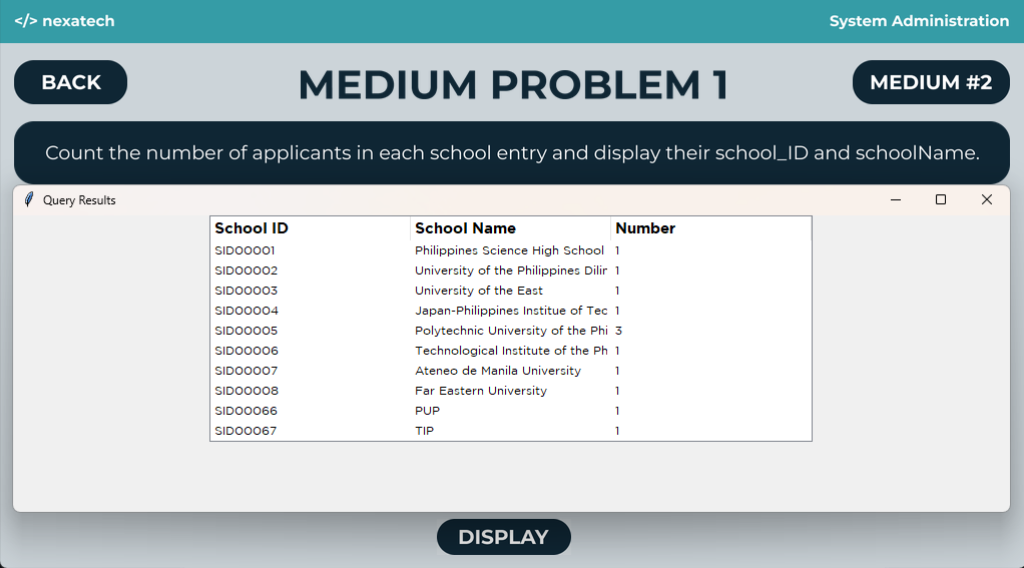 </> nexatech System Administration
BACK MEDIUM PROBLEM 1 MEDIUM #2
Count the number of applicants in each school entry and display their school_ID and schoolName.
Query Results
School ID School Name Number
SID00001 Philippines Science High School 1
SID00002 University of the Philippines Dilir 1
SID00003 University of the East 1
SID00004 Japan-Philippines Institue of Tec 1
SID00005 Polytechnic University of the Phi 3
SID00006 Technological Institute of the Ph 1
SID00007 Ateneo de Manila University 1
SID00008 Far Eastern University 1
SID00066 PUP 1
SID00067 TIP 1
DISPLAY